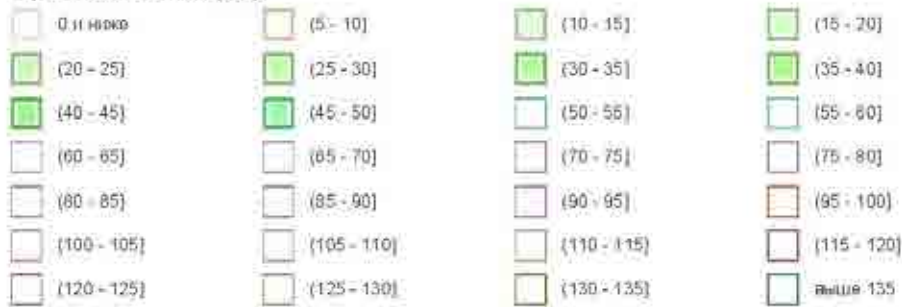 0 и ниже (5 - 10] (10 - 15] (15 - 20]
(20 - 25] (25 - 30] (30 - 35] (35 - 40]
(40 - 45] (45 - 50] (50 - 55] (55 - 60]
(60 - 65] (65 - 70] (70 - 75] (75 - 80]
(80 - 85] (85 - 90] (90 - 95] (95 - 100]
(100 - 105] (105 - 110] (110 - 115] (115 - 120]
(120 - 125] (125 - 130] (130 - 135] выше 135